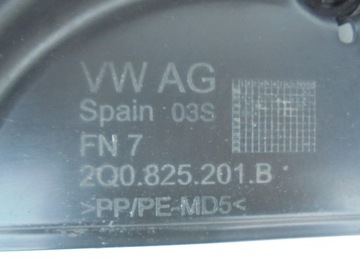 VW AG
Spain 03S
FN 7
2Q0.825.201.B
>PP/PE-MD5<